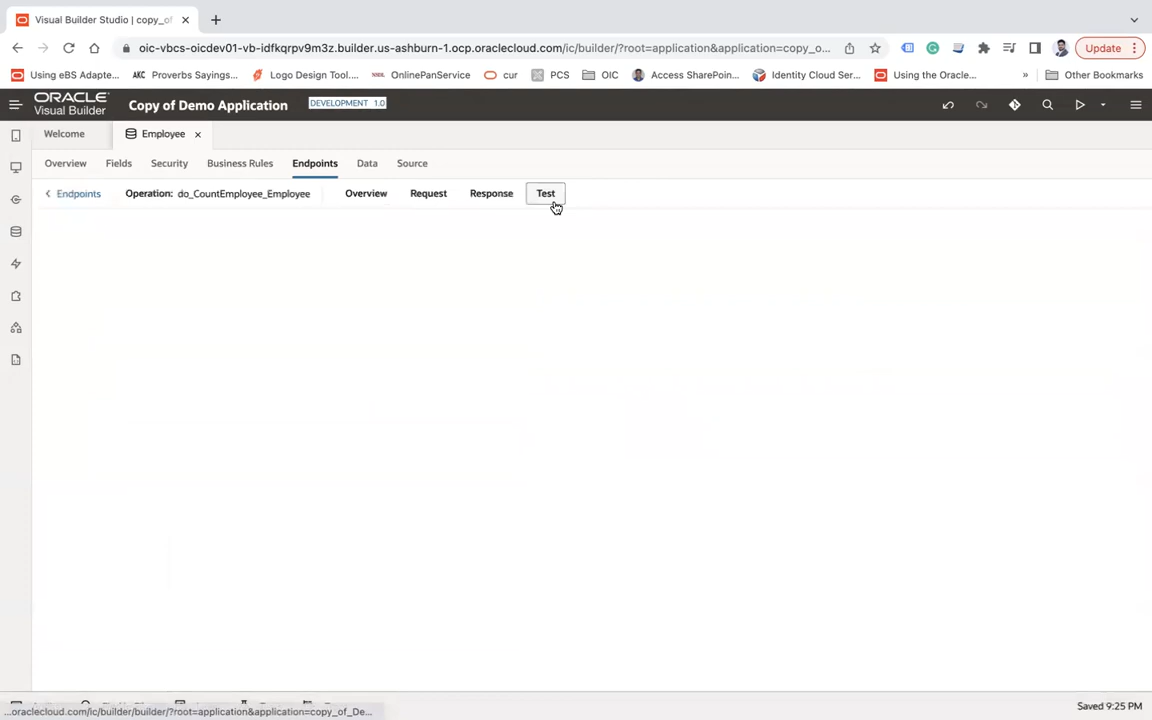 Visual Builder Studio | copy_of
oic-vbcs-oicdev01-vb-idfkqrpv9m3z.builder.us-ashburn-1.ocp.oraclecloud.com/ic/builder/?root=application&application=copy_o...
Update
Using eBS Adapte...
AKC Proverbs Sayings...
Logo Design Tool....
OnlinePanService
cur
PCS
OIC
Access SharePoin...
Identity Cloud Ser...
Using the Oracle...
»
Other Bookmarks
ORACLE
Visual Builder
Copy of Demo Application
DEVELOPMENT 1.0
Welcome
Employee
Overview
Fields
Security
Business Rules
Endpoints
Data
Source
Endpoints
Operation: do_CountEmployee_Employee
Overview
Request
Response
Test
...oraclecloud.com/ic/builder/builder/?root=application&application=copy_of_De...
Saved 9:25 PM